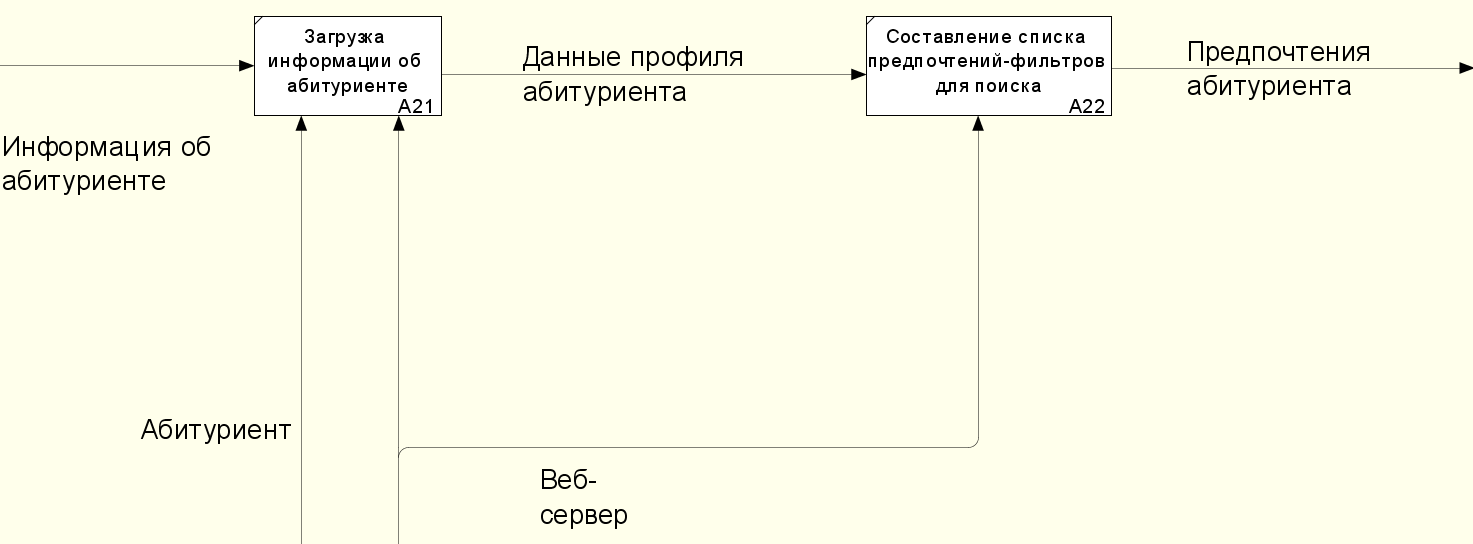 Загрузка
информации об
абитуриенте
A21
Данные профиля
абитуриента
Составление списка
предпочтений-фильтров
для поиска
A22
Предпочтения
абитуриента
Информация об
абитуриенте
Абитуриент
Веб-
сервер